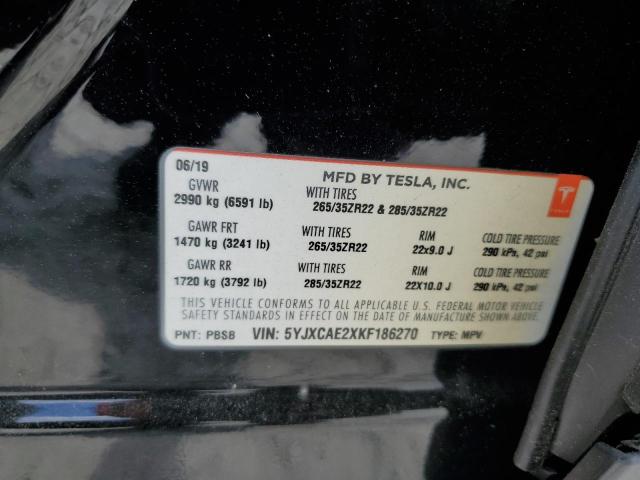 06/19
MFD BY TESLA, INC.
GVWR WITH TIRES
2990 kg (6591 lb) 265/35ZR22 & 285/35ZR22
GAWR FRT WITH TIRES RIM COLD TIRE PRESSURE
1470 kg (3241 lb) 265/35ZR22 22x9.0 J 290 kPa, 42 psi
GAWR RR WITH TIRES RIM COLD TIRE PRESSURE
1720 kg (3792 lb) 285/35ZR22 22X10.0 J 290 kPa, 42 psi
THIS VEHICLE CONFORMS TO ALL APPLICABLE U.S. FEDERAL MOTOR VEHICLE
SAFETY STANDARDS IN EFFECT ON THE DATE OF MANUFACTURE SHOWN ABOVE.
PNT: PBSB VIN: 5YJXCAE2XKF186270 TYPE: MPV
TESLA